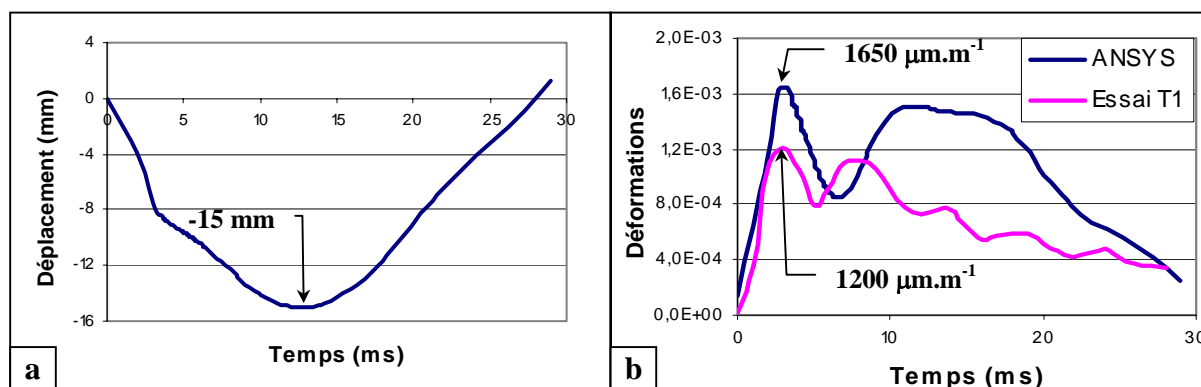 4
0
-4
-8
-12
-16
0
5
10
15
20
25
30
Déplacement (mm)
Temps (ms)
-15 mm
a
2,0E-03
1,6E-03
1,2E-03
8,0E-04
4,0E-04
0,0E+00
0
10
20
30
Déformations
Temps (ms)
1650 µm.m⁻¹
1200 µm.m⁻¹
ANSYS
Essai T1
b